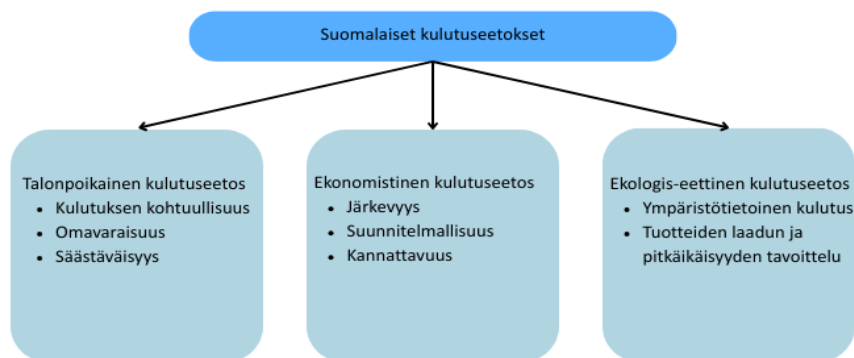 Suomalaiset kulutuseetokset
Talonpoikainen kulutuseetos
• Kulutuksen kohtuullisuus
• Omavaraisuus
• Säästäväisyys
Ekonomistinen kulutuseetos
• Järkevyys
• Suunnitelmallisuus
• Kannattavuus
Ekologis-eettinen kulutuseetos
• Ympäristötietoinen kulutus
• Tuotteiden laadun ja
pitkäikäisyyden tavoittelu